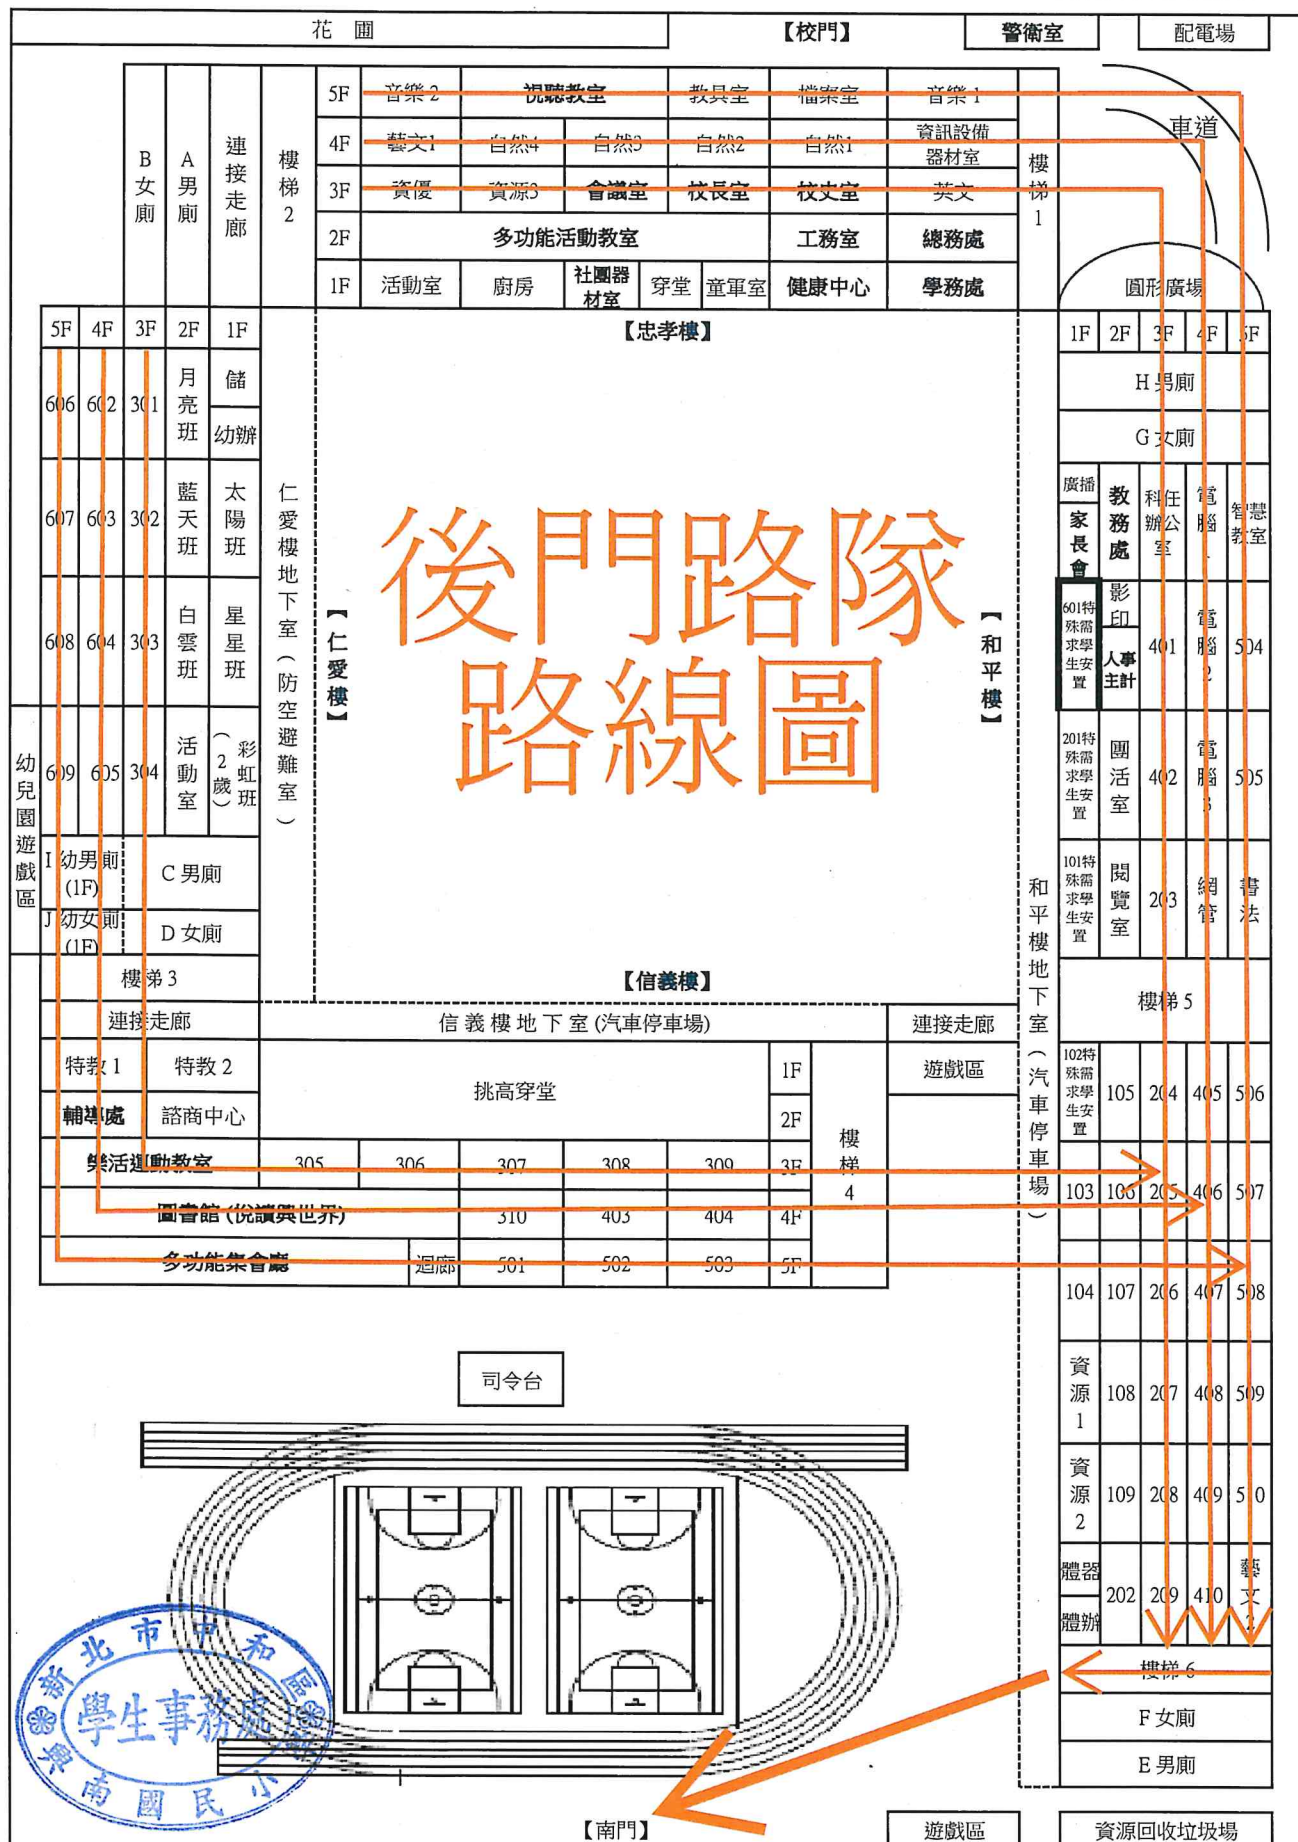 花 圃 【校門】 警衛室 配電場
車道
B女廁 A男廁 連接走廊 樓梯2
5F 音樂 2 視聽教室 教具室 檔案室 音樂 1
4F 藝文1 自然4 自然3 自然2 自然1 資訊設備器材室
3F 資優 資源3 會議室 校長室 校史室 英文
2F 多功能活動教室 工務室 總務處
1F 活動室 廚房 社團器材室 穿堂 童軍室 健康中心 學務處
樓梯1
圓形廣場
5F 4F 3F 2F 1F
606 602 301 月亮班 儲 幼辦
607 603 302 藍天班 太陽班
608 604 303 白雲班 星星班
609 605 304 活動室 彩虹班(2歲)
幼兒園遊戲區
I 幼男廁 (1F) C 男廁
J 幼女廁 (1F) D 女廁
樓梯 3
連接走廊
仁愛樓地下室(防空避難室)
【忠孝樓】
【仁愛樓】
後門路隊
路線圖
【和平樓】
【信義樓】
信 義 樓 地 下 室 (汽車停車場)
連接走廊
特教 1 特教 2 挑高穿堂 1F 遊戲區
輔導處 諮商中心 2F
樂活運動教室 305 306 307 308 309 3F
圖書館 (悅讀興世界) 310 403 404 4F
多功能集會廳 迴廊 501 502 503 5F
樓梯4
和平樓地下室(汽車停車場)
1F 2F 3F 4F 5F
H 男廁
G 女廁
廣播 家長會 教務處 科任辦公室 電腦1 智慧教室
601特殊需求學生安置 影印 人事主計 401 電腦2 504
201特殊需求學生安置 團活室 402 電腦3 505
101特殊需求學生安置 閱覽室 203 網管 書法
樓梯 5
102特殊需求學生安置 105 204 405 506
103 106 205 406 507
104 107 206 407 508
資源1 108 207 408 509
資源2 109 208 409 510
體器 體辦 202 209 410 藝文2
樓梯 6
F 女廁
E 男廁
司令台
新北市中和區
學生事務處
興南國民小
【南門】 遊戲區 資源回收垃圾場